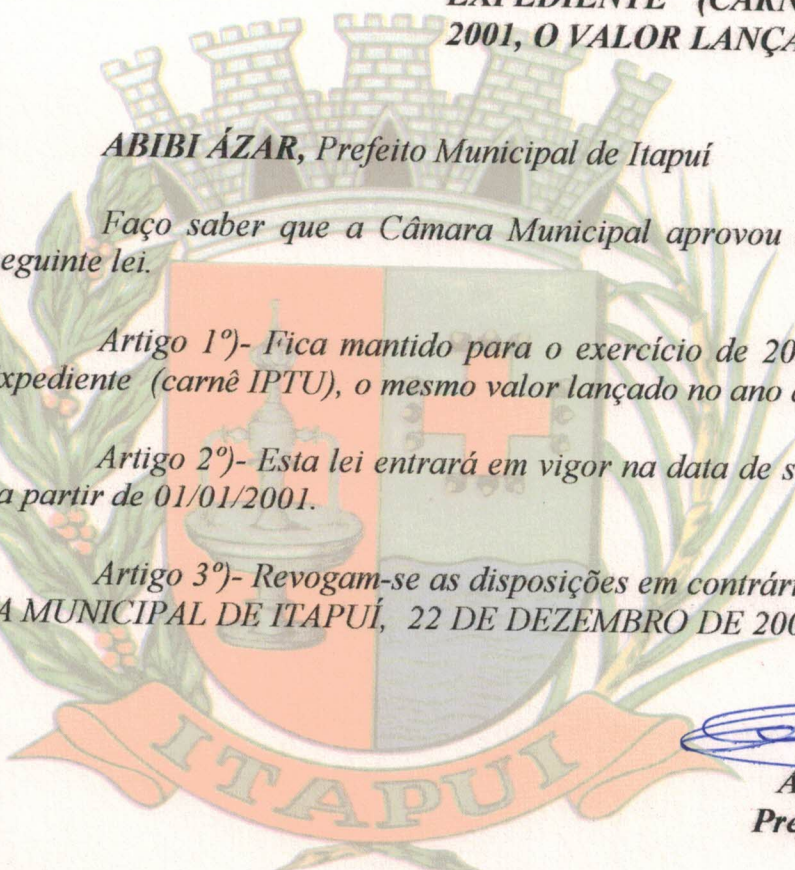 EXPEDIENTE (CARN
2001, O VALOR LANÇA
ABIBI ÁZAR, Prefeito Municipal de Itapuí
Faço saber que a Câmara Municipal aprovou
eguinte lei.
Artigo 1º)- Fica mantido para o exercício de 20
xpediente (carnê IPTU), o mesmo valor lançado no ano
Artigo 2º)- Esta lei entrará em vigor na data de s
a partir de 01/01/2001.
Artigo 3º)- Revogam-se as disposições em contrári
A MUNICIPAL DE ITAPUÍ, 22 DE DEZEMBRO DE 200
A
Pre
ITAPUI